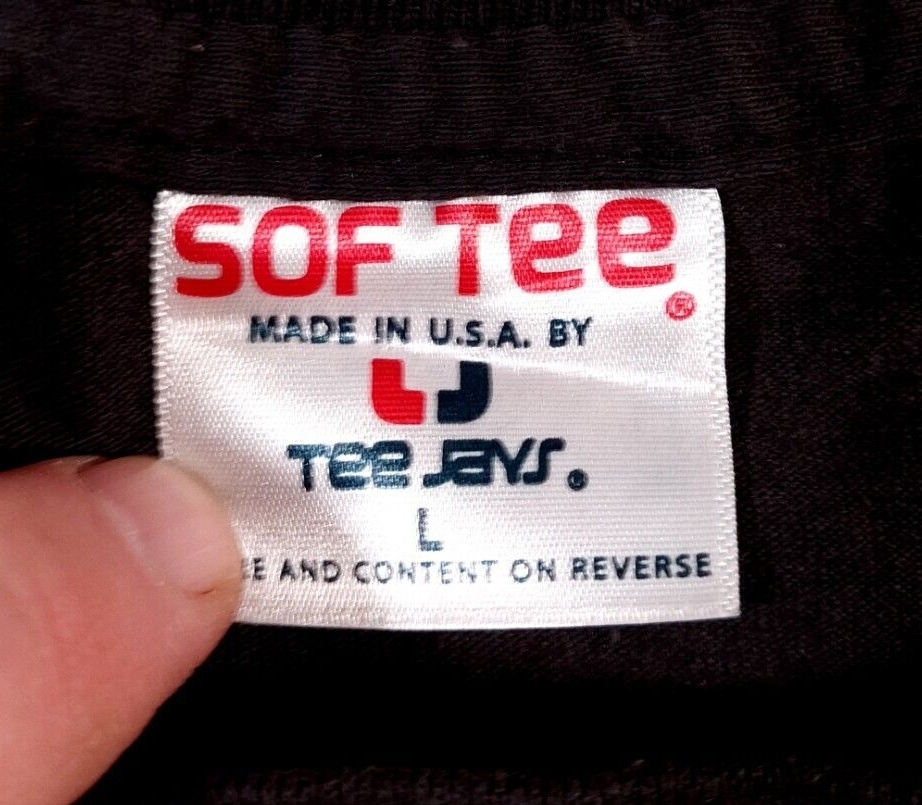 SOF TEE®
MADE IN U.S.A. BY
TEE JAYS®
L
E AND CONTENT ON REVERSE